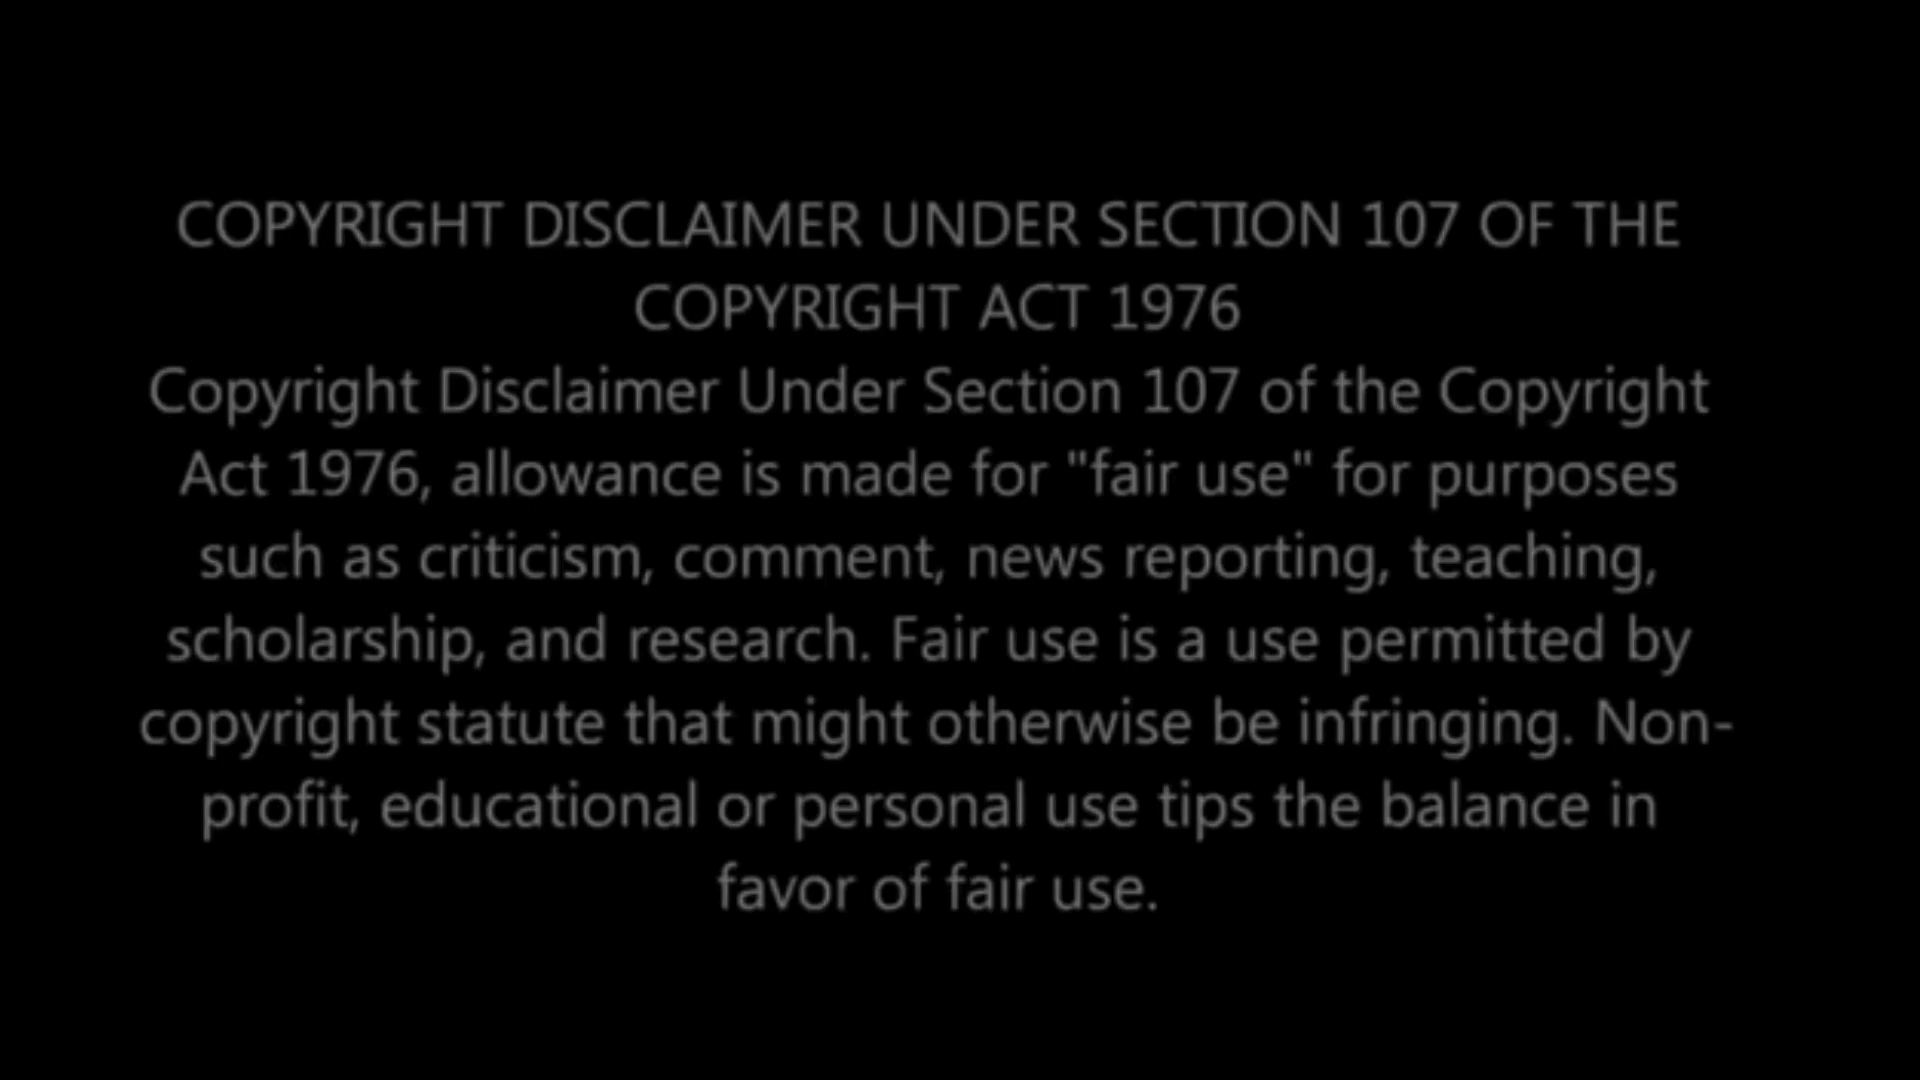 COPYRIGHT DISCLAIMER UNDER SECTION 107 OF THE
COPYRIGHT ACT 1976
Copyright Disclaimer Under Section 107 of the Copyright
Act 1976, allowance is made for "fair use" for purposes
such as criticism, comment, news reporting, teaching,
scholarship, and research. Fair use is a use permitted by
copyright statute that might otherwise be infringing. Non-
profit, educational or personal use tips the balance in
favor of fair use.